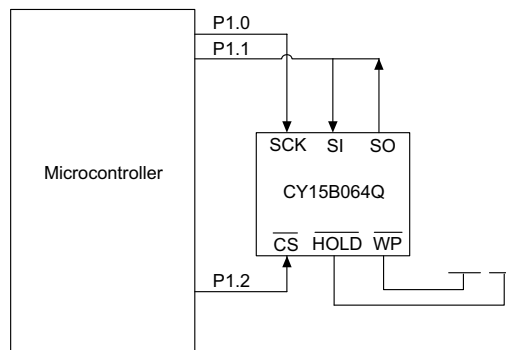 P1.0
P1.1
SCK SI SO
Microcontroller
CY15B064Q
CS HOLD WP
P1.2